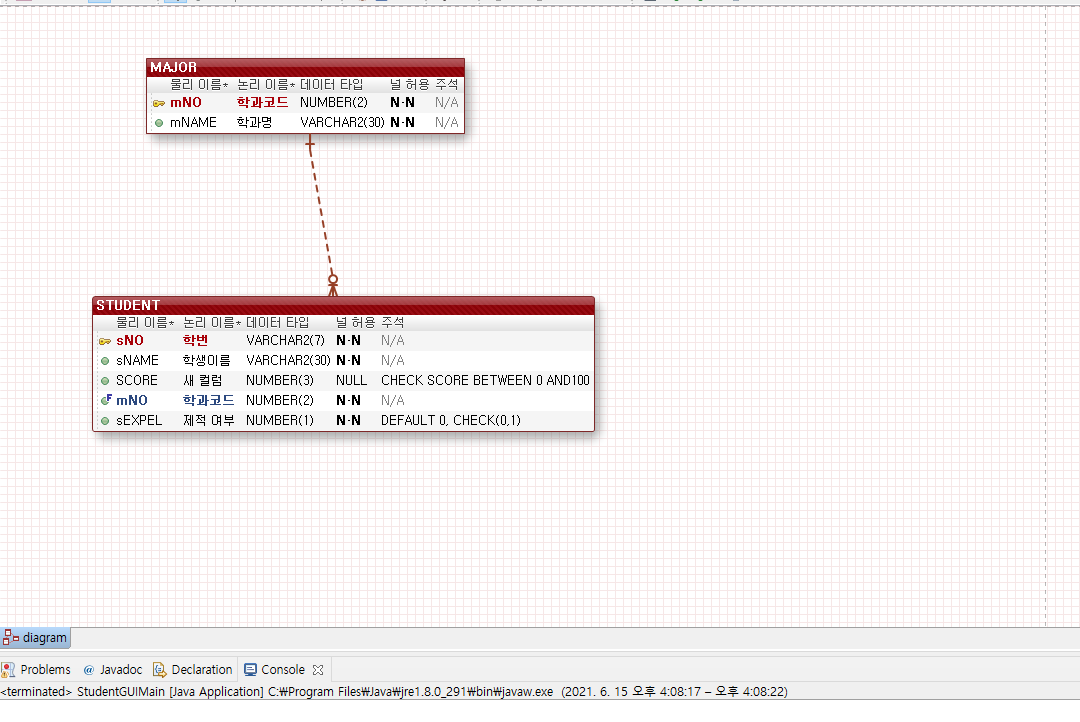 MAJOR
물리 이름* 논리 이름* 데이터 타입 널 허용 주석
mNO 학과코드 NUMBER(2) N·N N/A
mNAME 학과명 VARCHAR2(30) N·N N/A
STUDENT
물리 이름* 논리 이름* 데이터 타입 널 허용 주석
sNO 학번 VARCHAR2(7) N·N N/A
sNAME 학생이름 VARCHAR2(30) N·N N/A
SCORE 새 컬럼 NUMBER(3) NULL CHECK SCORE BETWEEN 0 AND100
F mNO 학과코드 NUMBER(2) N·N N/A
sEXPEL 제적 여부 NUMBER(1) N·N DEFAULT 0, CHECK(0,1)
diagram
Problems @ Javadoc Declaration Console
<terminated> StudentGUIMain [Java Application] C:₩Program Files₩Java₩jre1.8.0_291₩bin₩javaw.exe (2021. 6. 15 오후 4:08:17 – 오후 4:08:22)